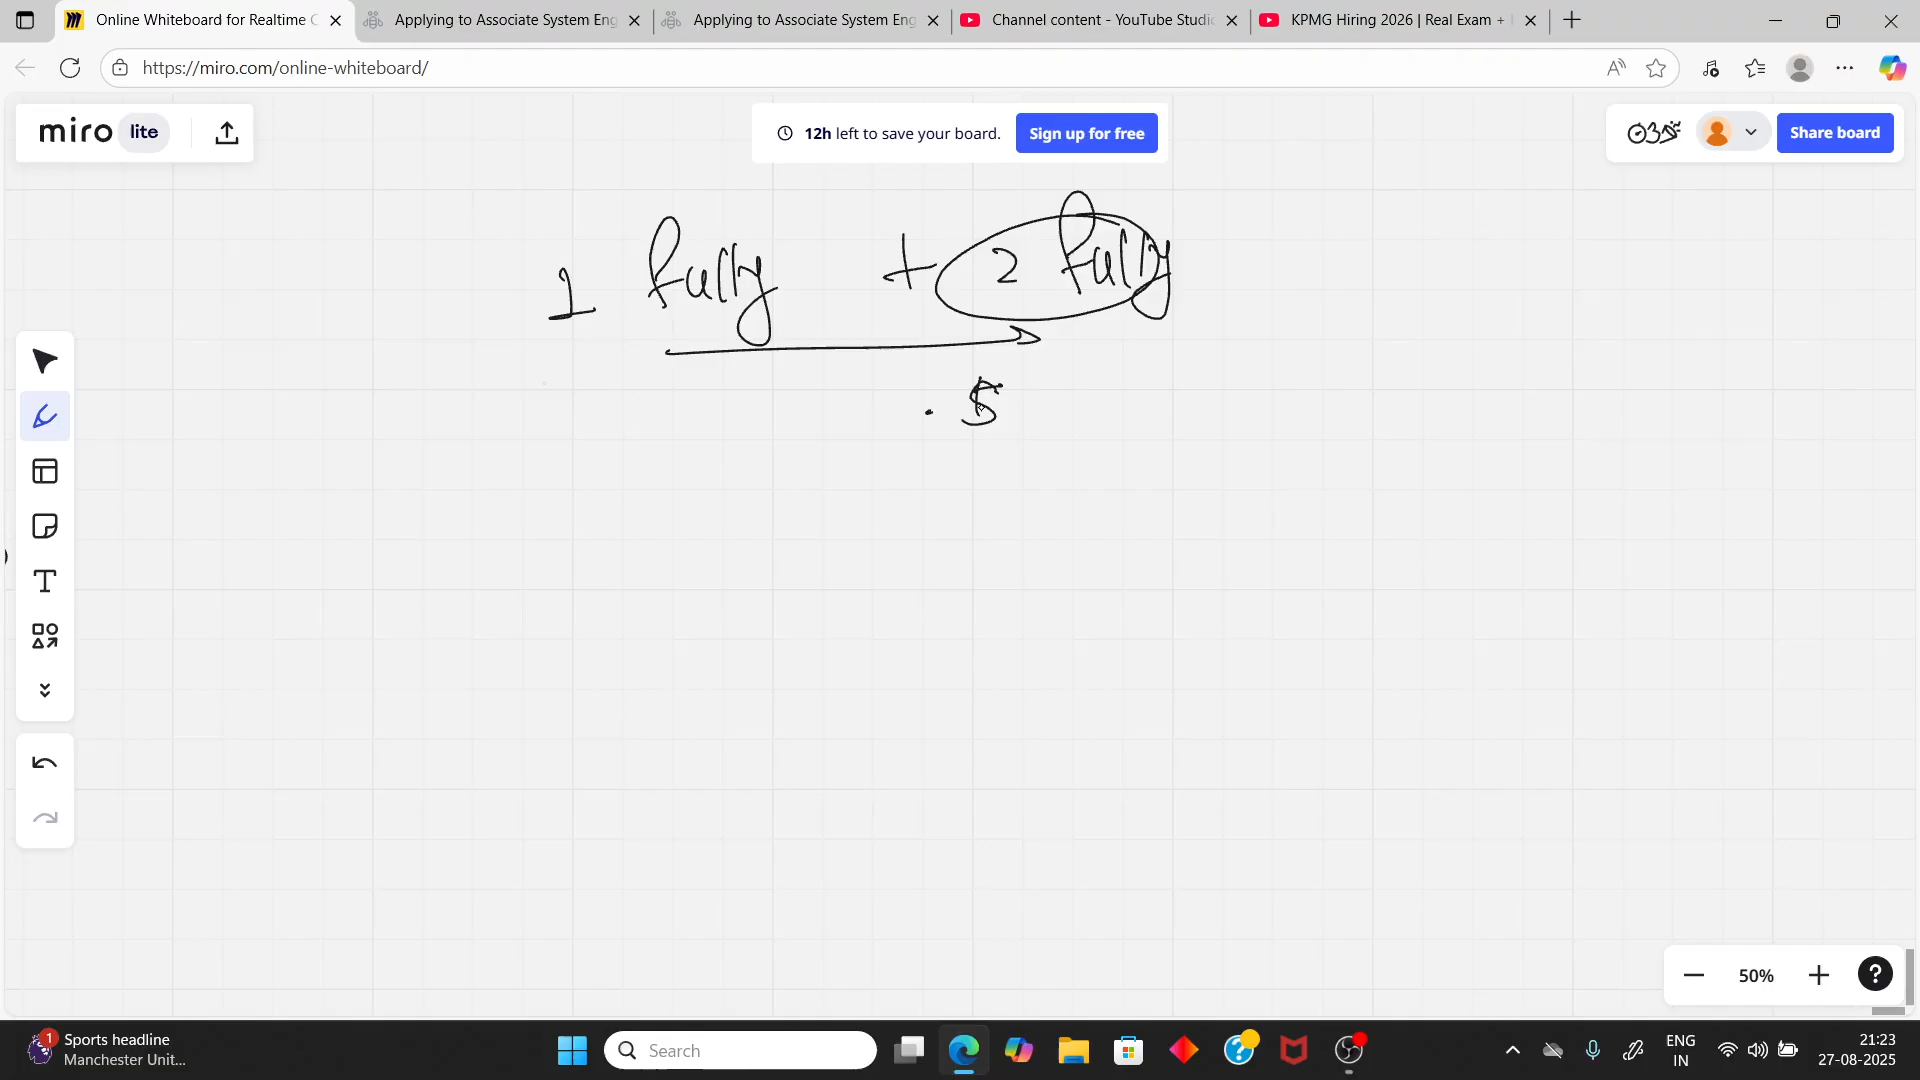 Online Whiteboard for Realtime C
Applying to Associate System Eng
Applying to Associate System Eng
Channel content - YouTube Studio
KPMG Hiring 2026 | Real Exam +
https://miro.com/online-whiteboard/
miro lite
12h left to save your board.
Sign up for free
Share board
1 fully + 2 fully
. 5
50%
Sports headline
Manchester Unit...
Search
ENG
IN
21:23
27-08-2025